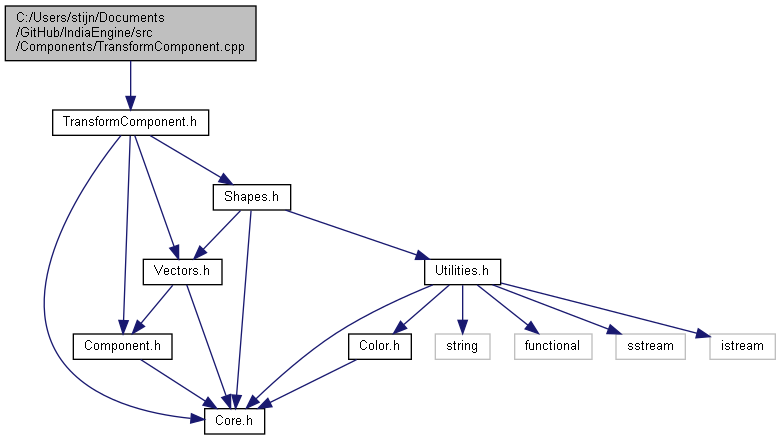 C:/Users/stijn/Documents
/GitHub/IndiaEngine/src
/Components/TransformComponent.cpp
TransformComponent.h
Shapes.h
Vectors.h
Utilities.h
Component.h
Color.h
string
functional
sstream
istream
Core.h